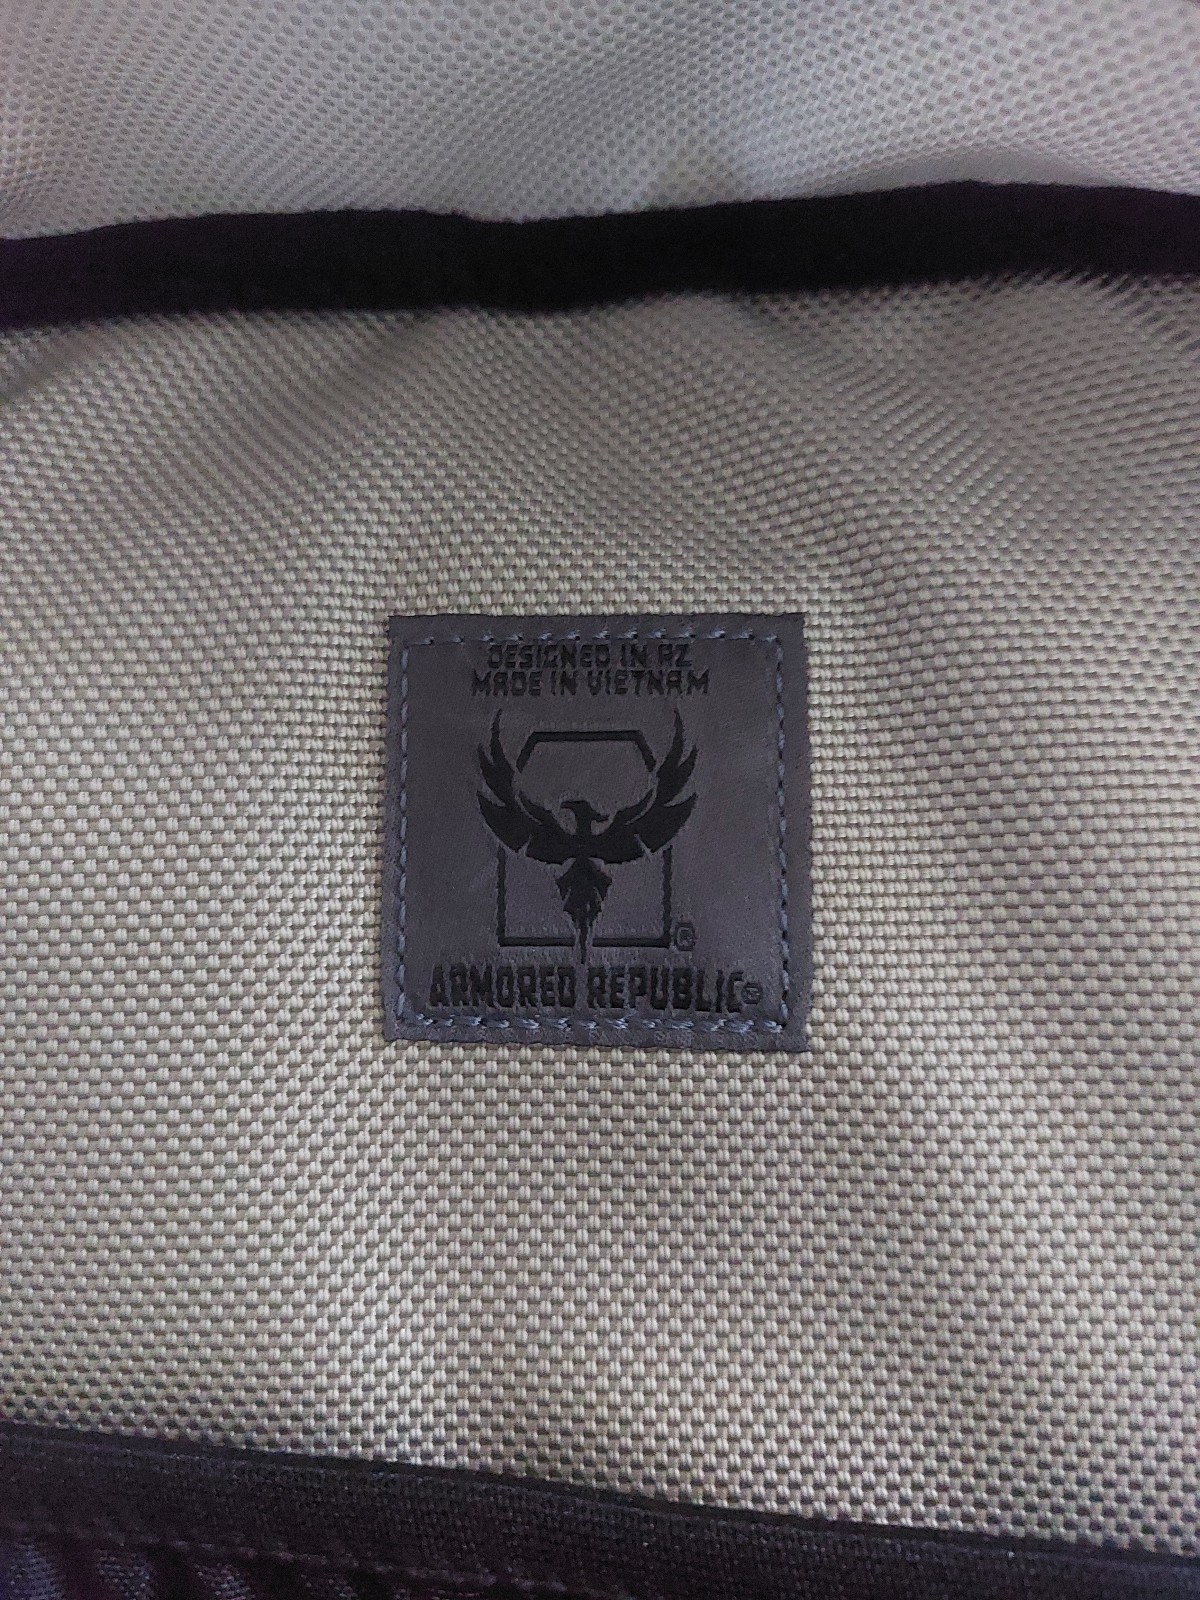 DESIGNED IN AZ
MADE IN VIETNAM
®
ARMORED REPUBLIC®